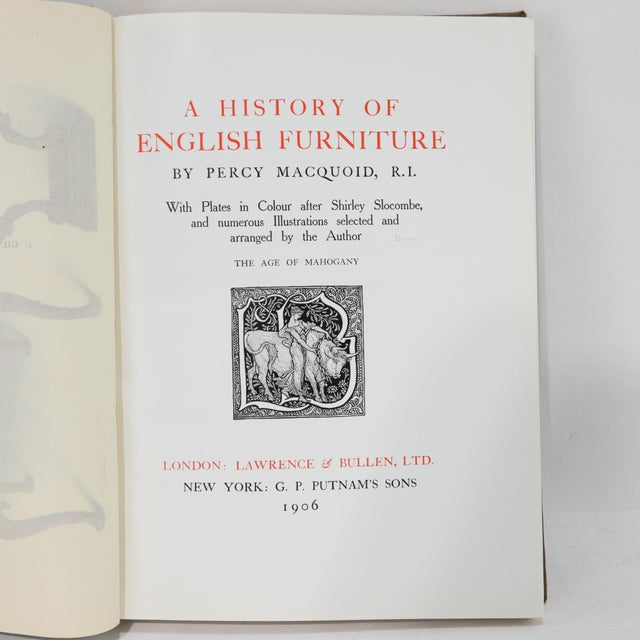 A HISTORY OF
ENGLISH FURNITURE
BY PERCY MACQUOID, R.I.
With Plates in Colour after Shirley Slocombe,
and numerous Illustrations selected and
arranged by the Author
THE AGE OF MAHOGANY
LONDON: LAWRENCE & BULLEN, LTD.
NEW YORK: G. P. PUTNAM'S SONS
1906